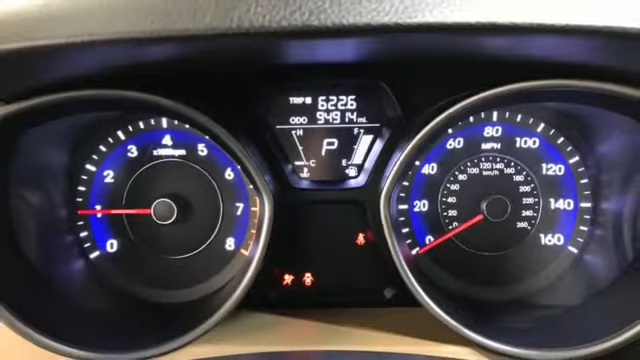 TRIP B 622.6
ODO 94914 mi.
H F
P
C E
0 1 2 3 4 5 6 7 8
x1000rpm
0 20 40 60 80 100 120 140 160
MPH
km/h
0 20 40 60 80 100 120 140 160 180 200 220 240 260